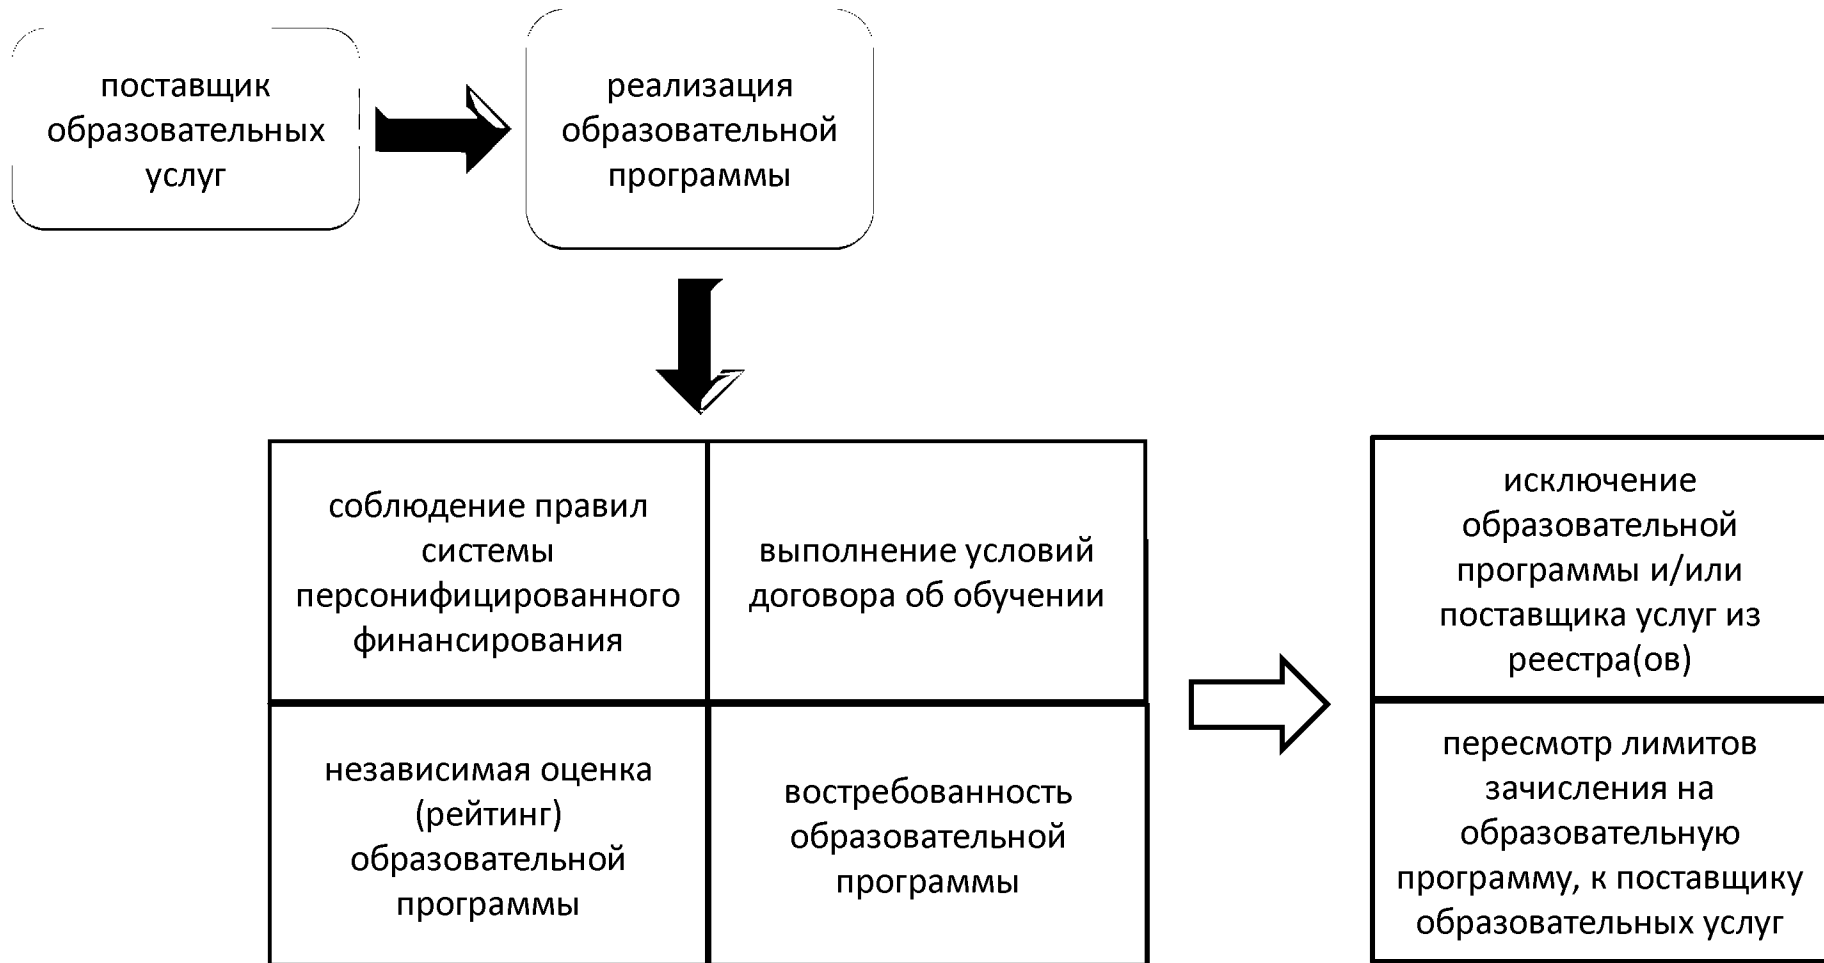 поставщик
образовательных
услуг
реализация
образовательной
программы
соблюдение правил
системы
персонифицированного
финансирования
выполнение условий
договора об обучении
независимая оценка
(рейтинг)
образовательной
программы
востребованность
образовательной
программы
исключение
образовательной
программы и/или
поставщика услуг из
реестра(ов)
пересмотр лимитов
зачисления на
образовательную
программу, к поставщику
образовательных услуг